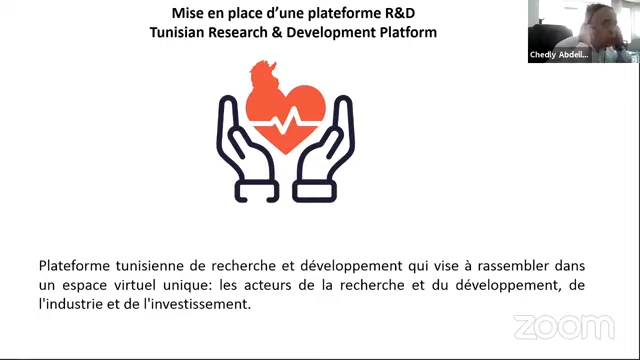 Mise en place d’une plateforme R&D
Tunisian Research & Development Platform
Chedly Abdell...
Plateforme tunisienne de recherche et développement qui vise à rassembler dans
un espace virtuel unique: les acteurs de la recherche et du développement, de
l'industrie et de l'investissement.
zoom